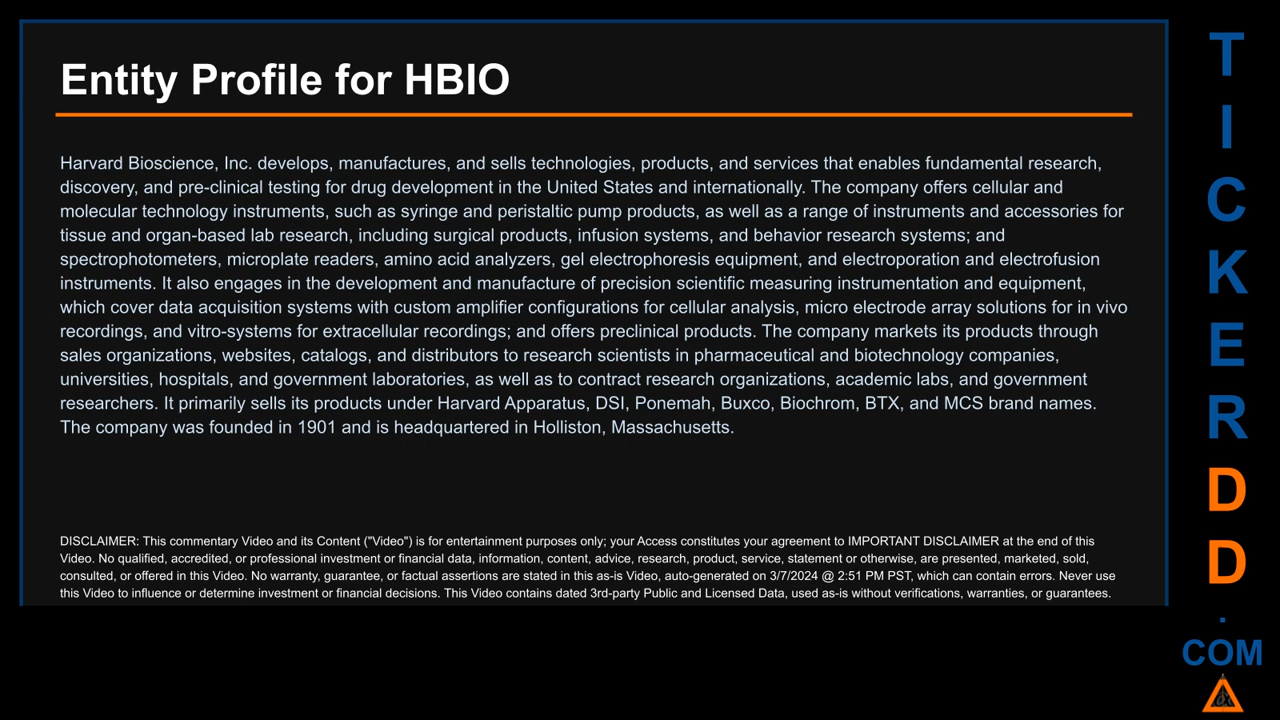 Entity Profile for HBIO
Harvard Bioscience, Inc. develops, manufactures, and sells technologies, products, and services that enables fundamental research,
discovery, and pre-clinical testing for drug development in the United States and internationally. The company offers cellular and
molecular technology instruments, such as syringe and peristaltic pump products, as well as a range of instruments and accessories for
tissue and organ-based lab research, including surgical products, infusion systems, and behavior research systems; and
spectrophotometers, microplate readers, amino acid analyzers, gel electrophoresis equipment, and electroporation and electrofusion
instruments. It also engages in the development and manufacture of precision scientific measuring instrumentation and equipment,
which cover data acquisition systems with custom amplifier configurations for cellular analysis, micro electrode array solutions for in vivo
recordings, and vitro-systems for extracellular recordings; and offers preclinical products. The company markets its products through
sales organizations, websites, catalogs, and distributors to research scientists in pharmaceutical and biotechnology companies,
universities, hospitals, and government laboratories, as well as to contract research organizations, academic labs, and government
researchers. It primarily sells its products under Harvard Apparatus, DSI, Ponemah, Buxco, Biochrom, BTX, and MCS brand names.
The company was founded in 1901 and is headquartered in Holliston, Massachusetts.
DISCLAIMER: This commentary Video and its Content ("Video") is for entertainment purposes only; your Access constitutes your agreement to IMPORTANT DISCLAIMER at the end of this
Video. No qualified, accredited, or professional investment or financial data, information, content, advice, research, product, service, statement or otherwise, are presented, marketed, sold,
consulted, or offered in this Video. No warranty, guarantee, or factual assertions are stated in this as-is Video, auto-generated on 3/7/2024 @ 2:51 PM PST, which can contain errors. Never use
this Video to influence or determine investment or financial decisions. This Video contains dated 3rd-party Public and Licensed Data, used as-is without verifications, warranties, or guarantees.
T
I
C
K
E
R
D
D
.
COM